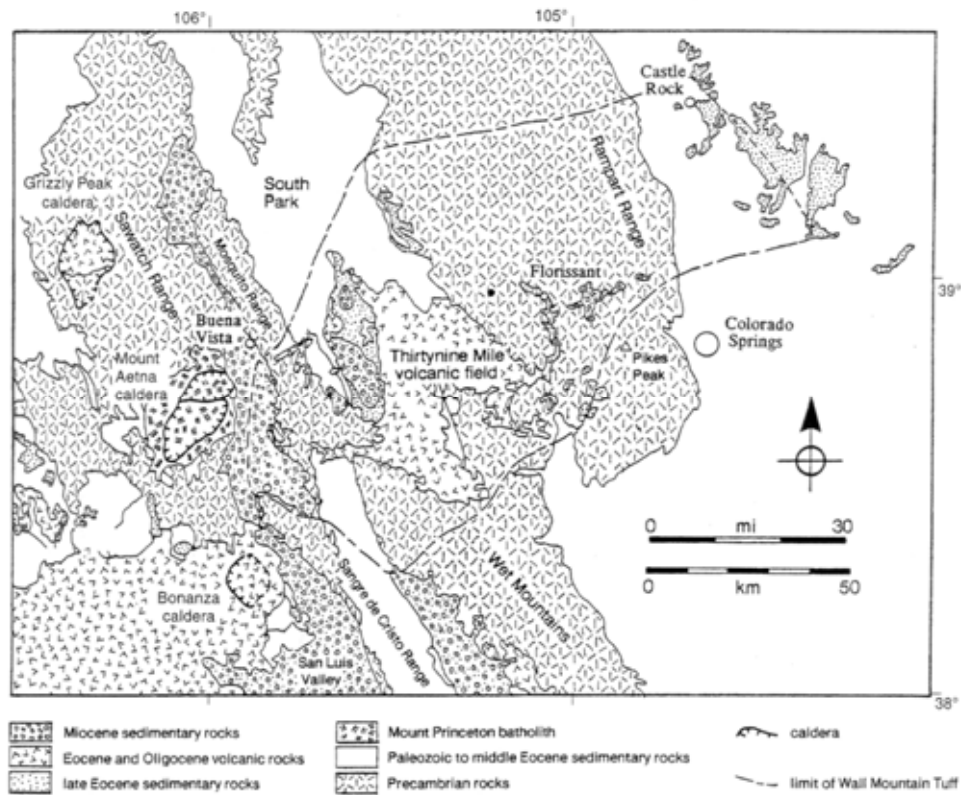 106°
105°
Castle
Rock
Rampart Range
South
Park
Grizzly Peak
caldera
Sawatch Range
Mosquito Range
Florissant
39°
Buena
Vista
Colorado
Springs
Thirtynine Mile
volcanic field
Pikes
Peak
Mount
Aetna
caldera
0 mi 30
0 km 50
Wet Mountains
Sangre de Cristo Range
Bonanza
caldera
San Luis
Valley
38°
Miocene sedimentary rocks
Mount Princeton batholith
caldera
Eocene and Oligocene volcanic rocks
Paleozoic to middle Eocene sedimentary rocks
late Eocene sedimentary rocks
Precambrian rocks
limit of Wall Mountain Tuff